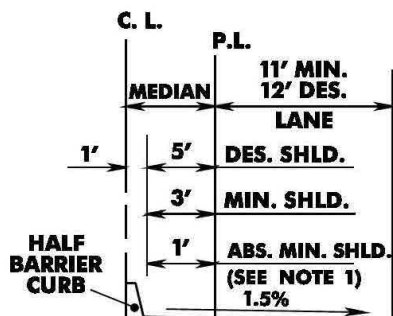 C. L.
P.L.
11' MIN.
12' DES.
MEDIAN
LANE
1'
5'
DES. SHLD.
3'
MIN. SHLD.
1'
ABS. MIN. SHLD.
(SEE NOTE 1)
1.5%
HALF
BARRIER
CURB